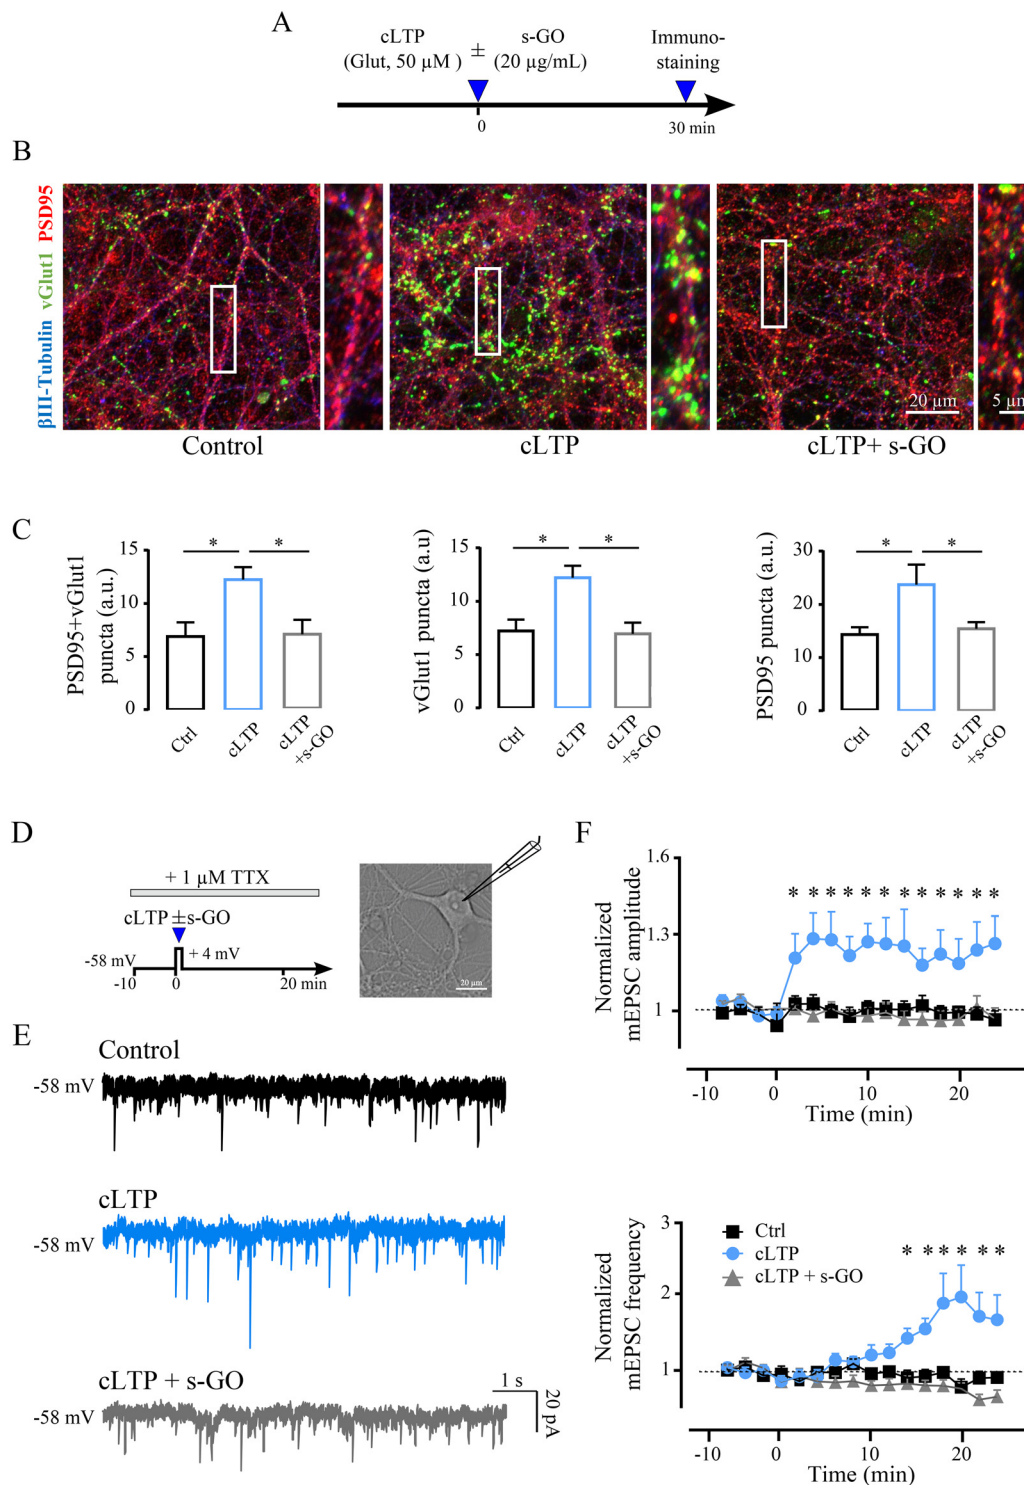 A
cLTP
(Glut, 50 µM )
±
s-GO
(20 µg/mL)
Immuno-
staining
0
30 min
B
βIII-Tubulin vGlut1 PSD95
20 µm
5 µm
Control
cLTP
cLTP+ s-GO
C
PSD95+vGlut1
puncta (a.u.)
15
10
5
0
* *
Ctrl
cLTP
cLTP
+s-GO
vGlut1 puncta (a.u)
15
10
5
0
* *
Ctrl
cLTP
cLTP
+s-GO
PSD95 puncta (a.u.)
30
20
10
0
* *
Ctrl
cLTP
cLTP
+s-GO
D
+ 1 µM TTX
cLTP ±s-GO
-58 mV
+ 4 mV
-10
0
20 min
20 µm
E
Control
-58 mV
cLTP
-58 mV
cLTP + s-GO
-58 mV
1 s
20 pA
F
Normalized
mEPSC amplitude
1.6
1.3
1
* * * * * * * * * * * *
-10 0 10 20
Time (min)
Normalized
mEPSC frequency
3
2
1
Ctrl
cLTP
cLTP + s-GO
* * * * * *
-10 0 10 20
Time (min)